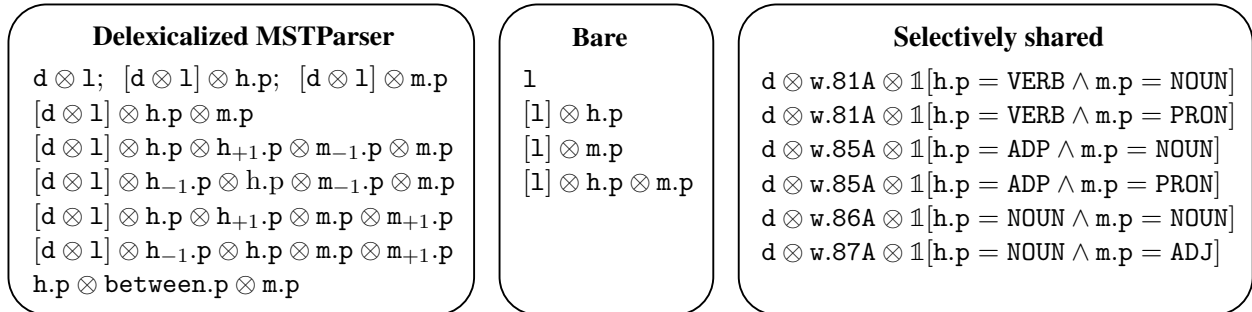 Delexicalized MSTParser
d ⊗ l; [d ⊗ l] ⊗ h.p; [d ⊗ l] ⊗ m.p
[d ⊗ l] ⊗ h.p ⊗ m.p
[d ⊗ l] ⊗ h.p ⊗ h₊₁.p ⊗ m₋₁.p ⊗ m.p
[d ⊗ l] ⊗ h₋₁.p ⊗ h.p ⊗ m₋₁.p ⊗ m.p
[d ⊗ l] ⊗ h.p ⊗ h₊₁.p ⊗ m.p ⊗ m₊₁.p
[d ⊗ l] ⊗ h₋₁.p ⊗ h.p ⊗ m.p ⊗ m₊₁.p
h.p ⊗ between.p ⊗ m.p
Bare
l
[l] ⊗ h.p
[l] ⊗ m.p
[l] ⊗ h.p ⊗ m.p
Selectively shared
d ⊗ w.81A ⊗ 𝟙[h.p = VERB ∧ m.p = NOUN]
d ⊗ w.81A ⊗ 𝟙[h.p = VERB ∧ m.p = PRON]
d ⊗ w.85A ⊗ 𝟙[h.p = ADP ∧ m.p = NOUN]
d ⊗ w.85A ⊗ 𝟙[h.p = ADP ∧ m.p = PRON]
d ⊗ w.86A ⊗ 𝟙[h.p = NOUN ∧ m.p = NOUN]
d ⊗ w.87A ⊗ 𝟙[h.p = NOUN ∧ m.p = ADJ]